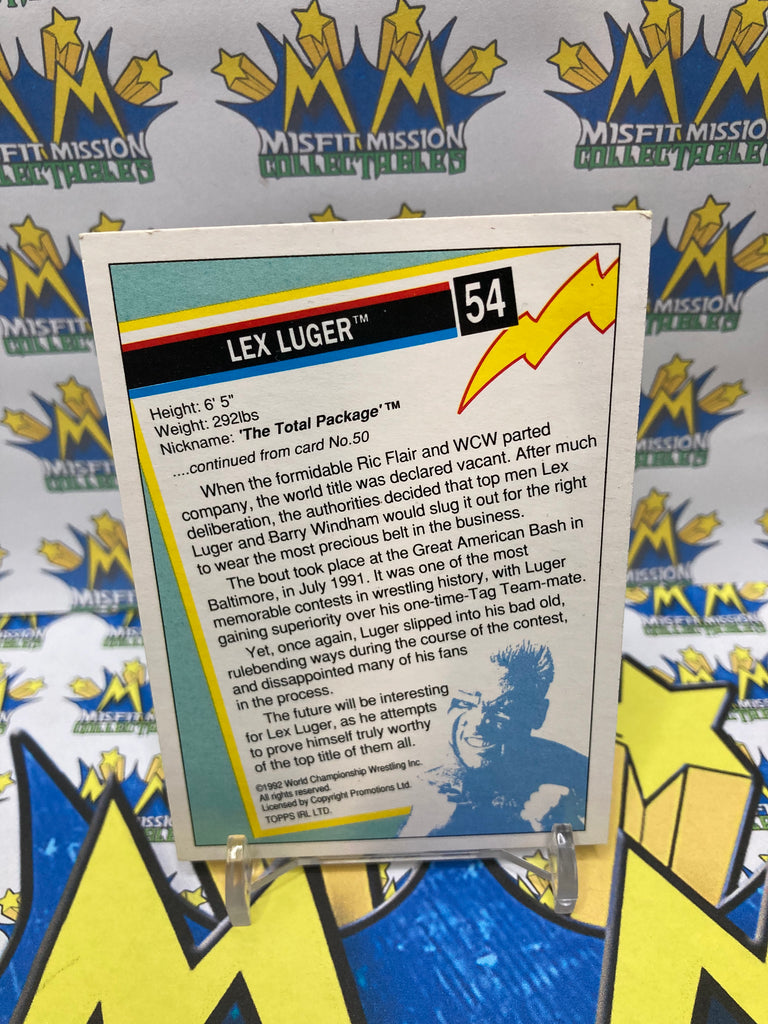 MISFIT MISSION
COLLECTABLES
MISFIT MISSION
COLLECTABLES
MISFIT MISSION
COLLECTABLES
LEX LUGER™
54
Height: 6' 5"
Weight: 292lbs
Nickname: 'The Total Package'™
....continued from card No.50
When the formidable Ric Flair and WCW parted
company, the world title was declared vacant. After much
deliberation, the authorities decided that top men Lex
Luger and Barry Windham would slug it out for the right
to wear the most precious belt in the business.
The bout took place at the Great American Bash in
Baltimore, in July 1991. It was one of the most
memorable contests in wrestling history, with Luger
gaining superiority over his one-time-Tag Team-mate.
Yet, once again, Luger slipped into his bad old,
rulebending ways during the course of the contest,
and dissappointed many of his fans
in the process.
The future will be interesting
for Lex Luger, as he attempts
to prove himself truly worthy
of the top title of them all.
©1992 World Championship Wrestling Inc.
All rights reserved.
Licensed by Copyright Promotions Ltd.
TOPPS IRL LTD.